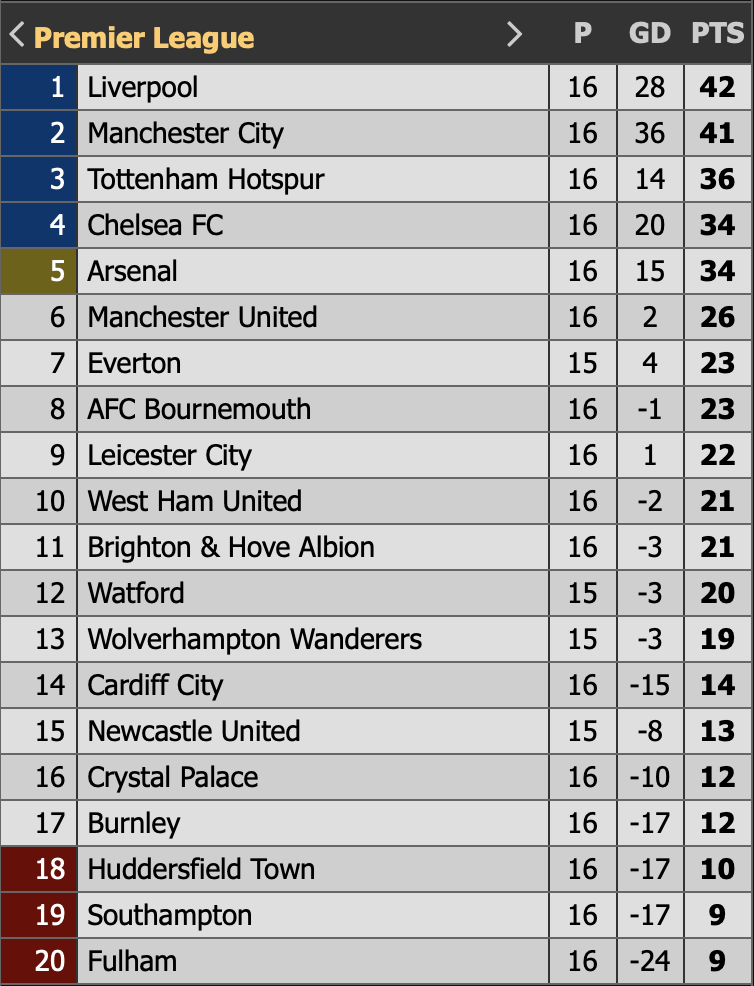 Premier League P GD PTS
1 Liverpool 16 28 42
2 Manchester City 16 36 41
3 Tottenham Hotspur 16 14 36
4 Chelsea FC 16 20 34
5 Arsenal 16 15 34
6 Manchester United 16 2 26
7 Everton 15 4 23
8 AFC Bournemouth 16 -1 23
9 Leicester City 16 1 22
10 West Ham United 16 -2 21
11 Brighton & Hove Albion 16 -3 21
12 Watford 15 -3 20
13 Wolverhampton Wanderers 15 -3 19
14 Cardiff City 16 -15 14
15 Newcastle United 15 -8 13
16 Crystal Palace 16 -10 12
17 Burnley 16 -17 12
18 Huddersfield Town 16 -17 10
19 Southampton 16 -17 9
20 Fulham 16 -24 9